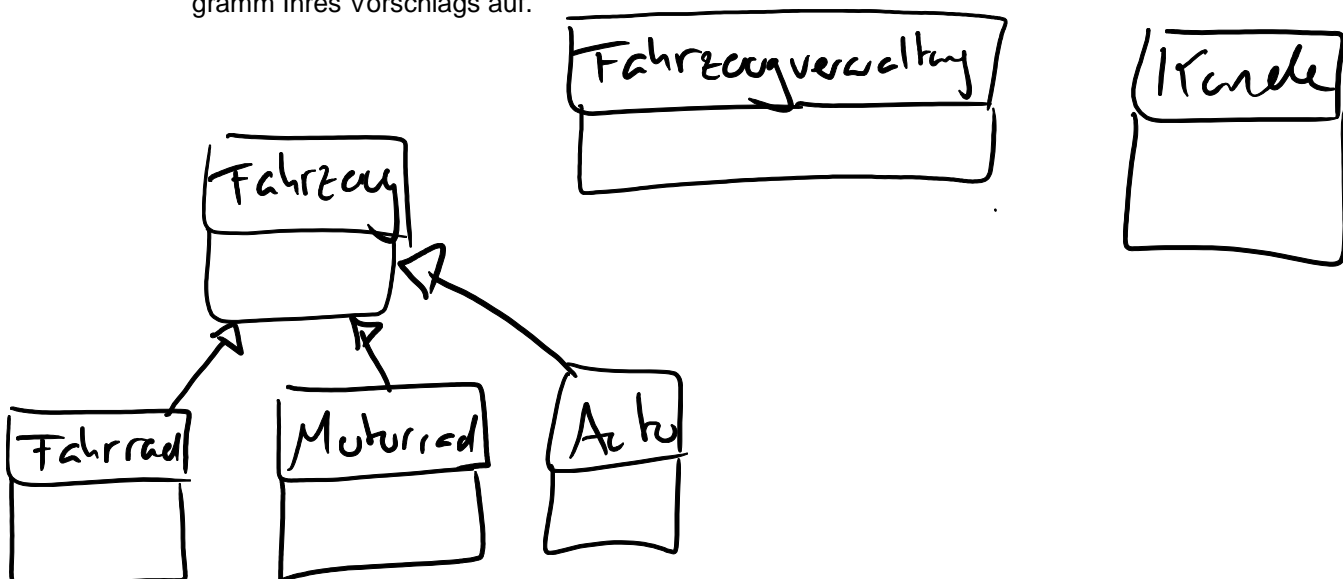 gramm Ihres Vorschlags auf.
Fahrzeugverwaltung
Kunde
Fahrzeug
Fahrrad
Motorrad
Auto